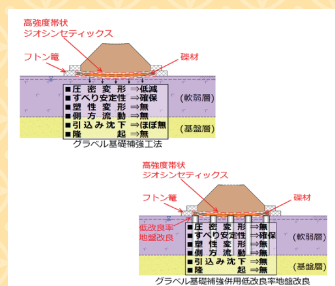 高強度帯状
ジオシンセティックス
フトン篭
礫材
■圧密変形⇒低減
■すべり安定性⇒確保
■塑性変形⇒無
■側方流動⇒無
■引込み沈下⇒ほぼ無
■隆起⇒無
(軟弱層)
(基盤層)
グラベル基礎補強工法
高強度帯状
ジオシンセティックス
フトン篭
礫材
低改良率
地盤改良
■圧密変形⇒無
■すべり安定性⇒確保
■塑性変形⇒無
■側方流動⇒無
■引込み沈下⇒無
■隆起⇒無
(軟弱層)
(基盤層)
グラベル基礎補強併用低改良率地盤改良